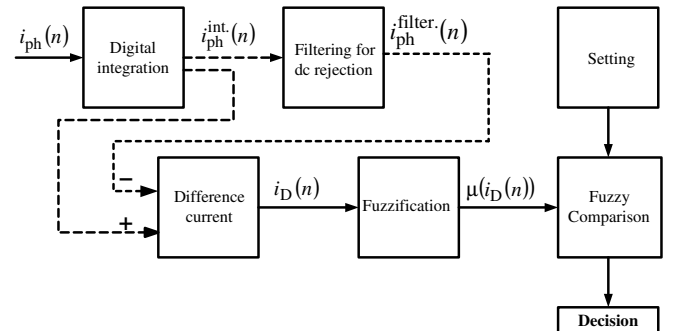 i_ph(n)
Digital
integration
i_ph^int.(n)
Filtering for
dc rejection
i_ph^filter.(n)
Setting
−
+
Difference
current
i_D(n)
Fuzzification
μ(i_D(n))
Fuzzy
Comparison
Decision